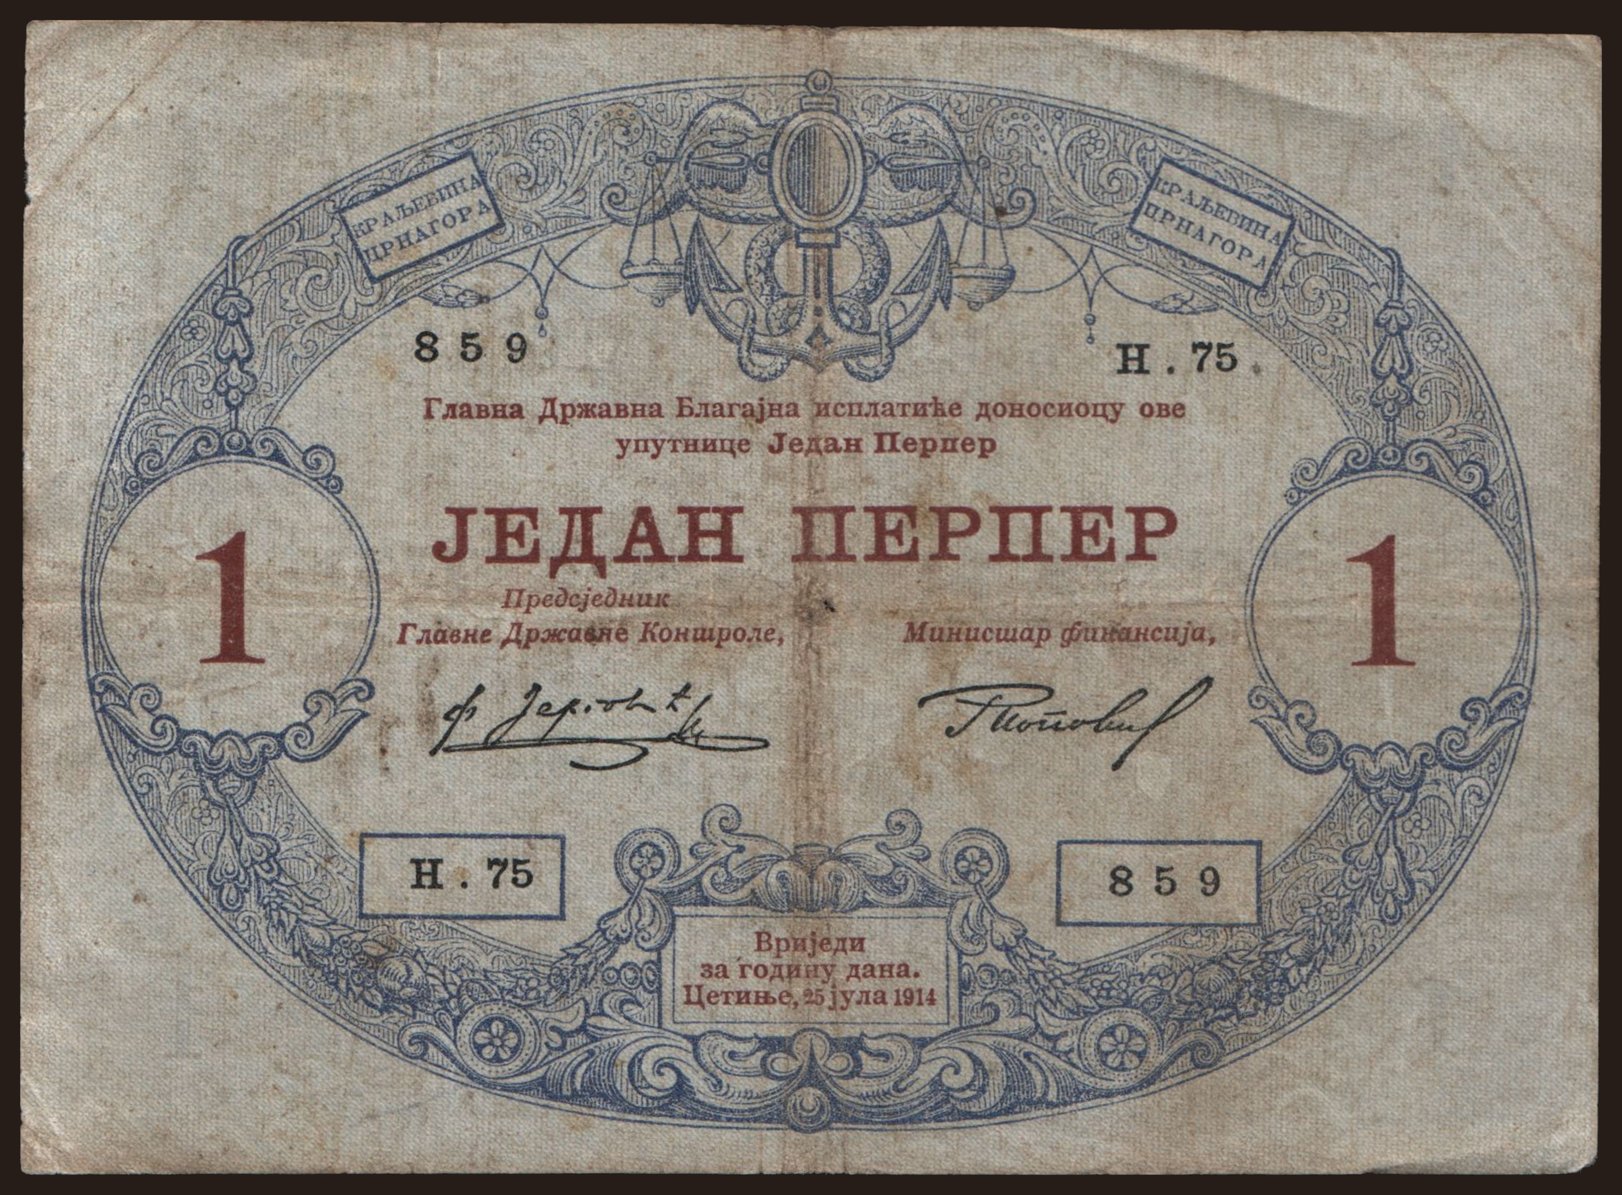 КРАЉЕВИНА
ЦРНАГОРА
КРАЉЕВИНА
ЦРНАГОРА
859
Н. 75
Главна Државна Благајна исплатиће доносиоцу ове
упутнице Један Перпер
ЈЕДАН ПЕРПЕР
1
1
Предсједник
Главне Државне Контроле,
Министар финансија,
Н. 75
859
Вриједи
за годину дана.
Цетиње, 25 јула 1914